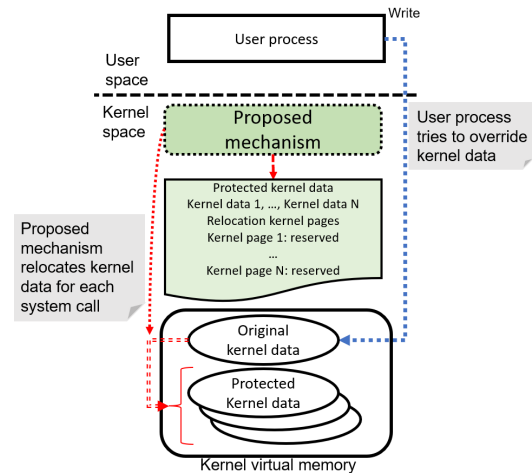 Write
User process
User
space
Kernel
space
Proposed
mechanism
User process
tries to override
kernel data
Protected kernel data
Kernel data 1, ..., Kernel data N
Relocation kernel pages
Kernel page 1: reserved
...
Kernel page N: reserved
Proposed
mechanism
relocates kernel
data for each
system call
Original
kernel data
Protected
Kernel data
Kernel virtual memory